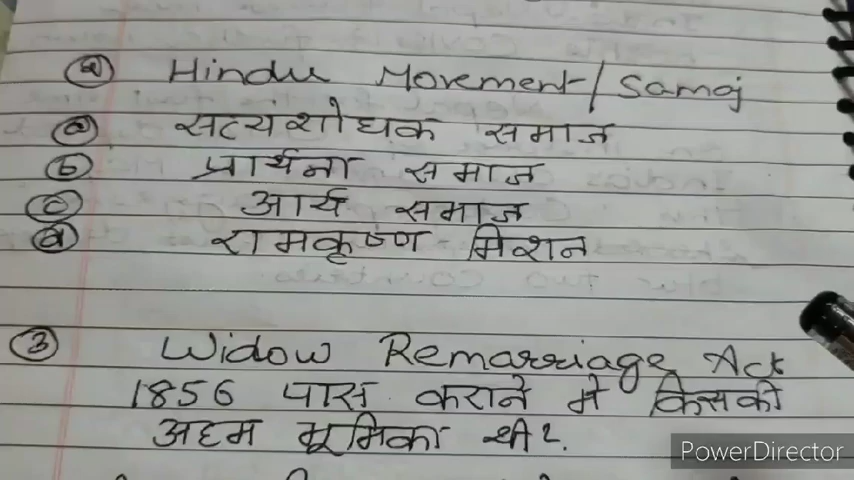 (2) Hindu Movement/Samaj
(a) सत्यशोधक समाज
(b) प्रार्थना समाज
(c) आर्य समाज
(d) रामकृष्ण मिशन
(3) Widow Remarriage Act
1856 पास कराने मे किसकी
अहम भूमिका थी?.
PowerDirector